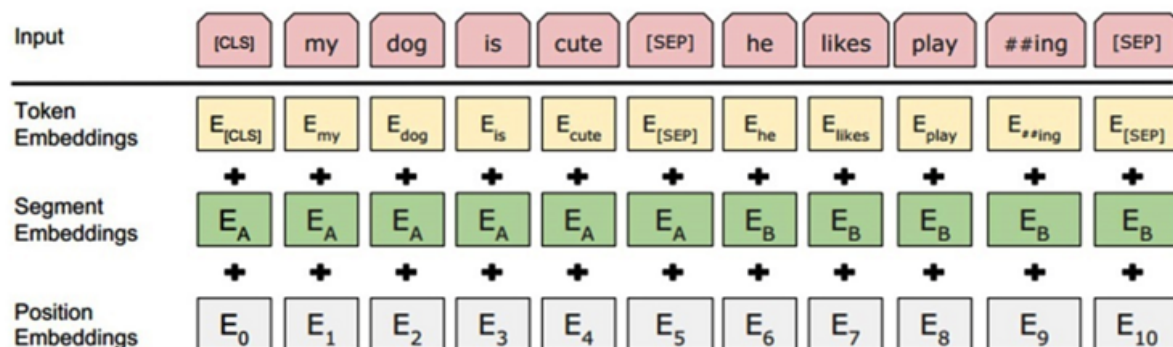 Input [CLS] my dog is cute [SEP] he likes play ##ing [SEP]
Token Embeddings E[CLS] Emy Edog Eis Ecute E[SEP] Ehe Elikes Eplay E##ing E[SEP]
+ + + + + + + + + + +
Segment Embeddings EA EA EA EA EA EA EB EB EB EB EB
+ + + + + + + + + + +
Position Embeddings E0 E1 E2 E3 E4 E5 E6 E7 E8 E9 E10